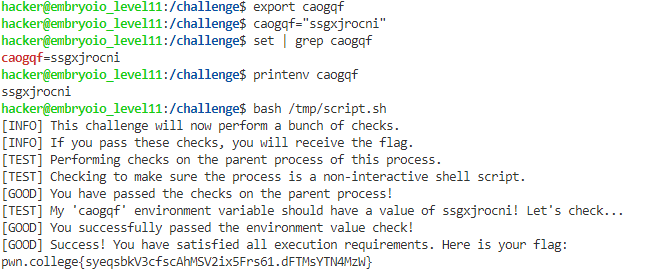 hacker@embryoio_level11:/challenge$ export caogqf
hacker@embryoio_level11:/challenge$ caogqf="ssgxjrocni"
hacker@embryoio_level11:/challenge$ set | grep caogqf
caogqf=ssgxjrocni
hacker@embryoio_level11:/challenge$ printenv caogqf
ssgxjrocni
hacker@embryoio_level11:/challenge$ bash /tmp/script.sh
[INFO] This challenge will now perform a bunch of checks.
[INFO] If you pass these checks, you will receive the flag.
[TEST] Performing checks on the parent process of this process.
[TEST] Checking to make sure the process is a non-interactive shell script.
[GOOD] You have passed the checks on the parent process!
[TEST] My 'caogqf' environment variable should have a value of ssgxjrocni! Let's check...
[GOOD] You successfully passed the environment value check!
[GOOD] Success! You have satisfied all execution requirements. Here is your flag:
pwn.college{syeqsbkV3cfscAhMSV2ix5Frs61.dFTMsYTN4MzW}